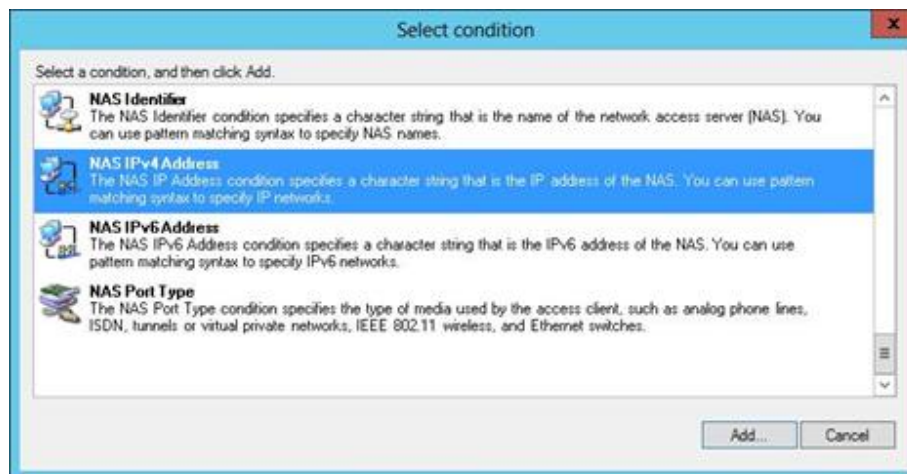 Select condition
x
Select a condition, and then click Add.
NAS Identifier
The NAS Identifier condition specifies a character string that is the name of the network access server (NAS). You
can use pattern matching syntax to specify NAS names.
NAS IPv4 Address
The NAS IP Address condition specifies a character string that is the IP address of the NAS. You can use pattern
matching syntax to specify IP networks.
NAS IPv6 Address
The NAS IPv6 Address condition specifies a character string that is the IPv6 address of the NAS. You can use
pattern matching syntax to specify IPv6 networks.
NAS Port Type
The NAS Port Type condition specifies the type of media used by the access client, such as analog phone lines,
ISDN, tunnels or virtual private networks, IEEE 802.11 wireless, and Ethernet switches.
Add... Cancel